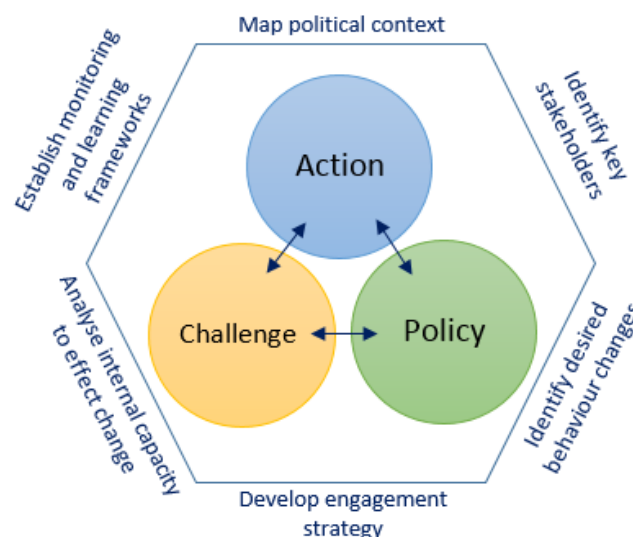 Map political context
Identify key
stakeholders
Identify desired
behaviour changes
Develop engagement
strategy
Analyse internal capacity
to effect change
Establish monitoring
and learning
frameworks
Action
Challenge
Policy